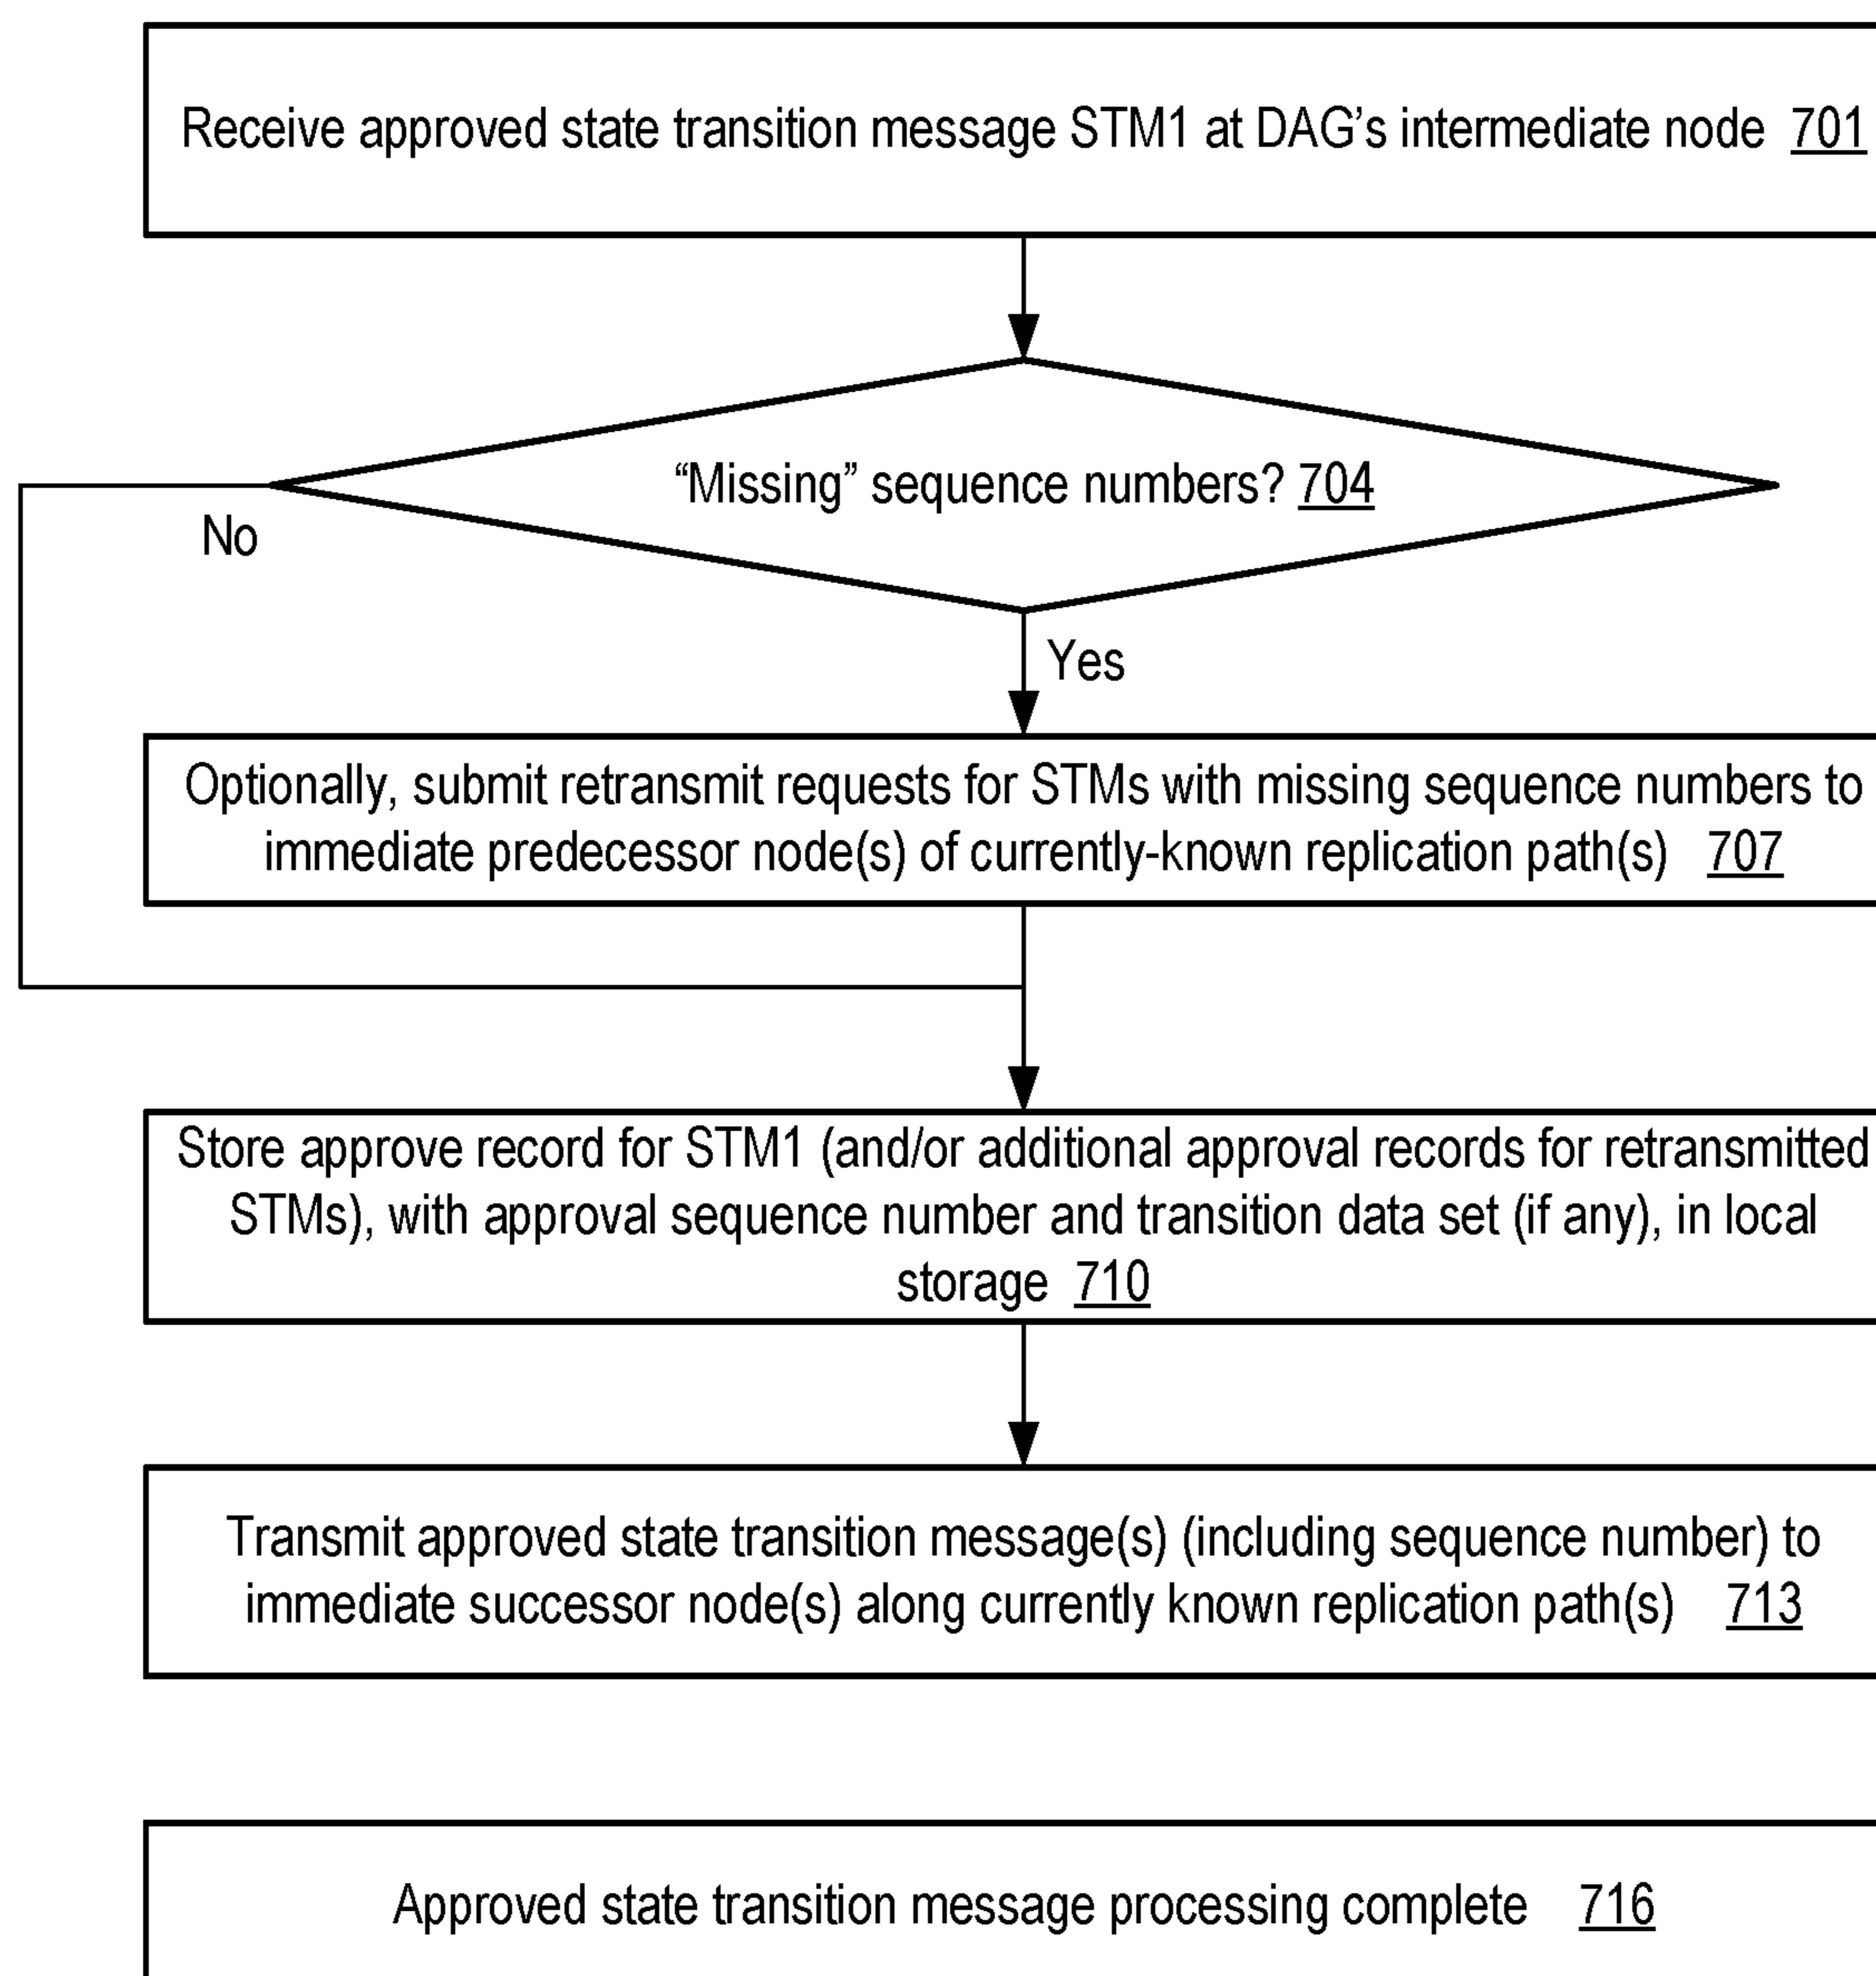 Receive approved state transition message STM1 at DAG’s intermediate node 701
“Missing” sequence numbers? 704
No
Yes
Optionally, submit retransmit requests for STMs with missing sequence numbers to
immediate predecessor node(s) of currently-known replication path(s) 707
Store approve record for STM1 (and/or additional approval records for retransmitted
STMs), with approval sequence number and transition data set (if any), in local
storage 710
Transmit approved state transition message(s) (including sequence number) to
immediate successor node(s) along currently known replication path(s) 713
Approved state transition message processing complete 716